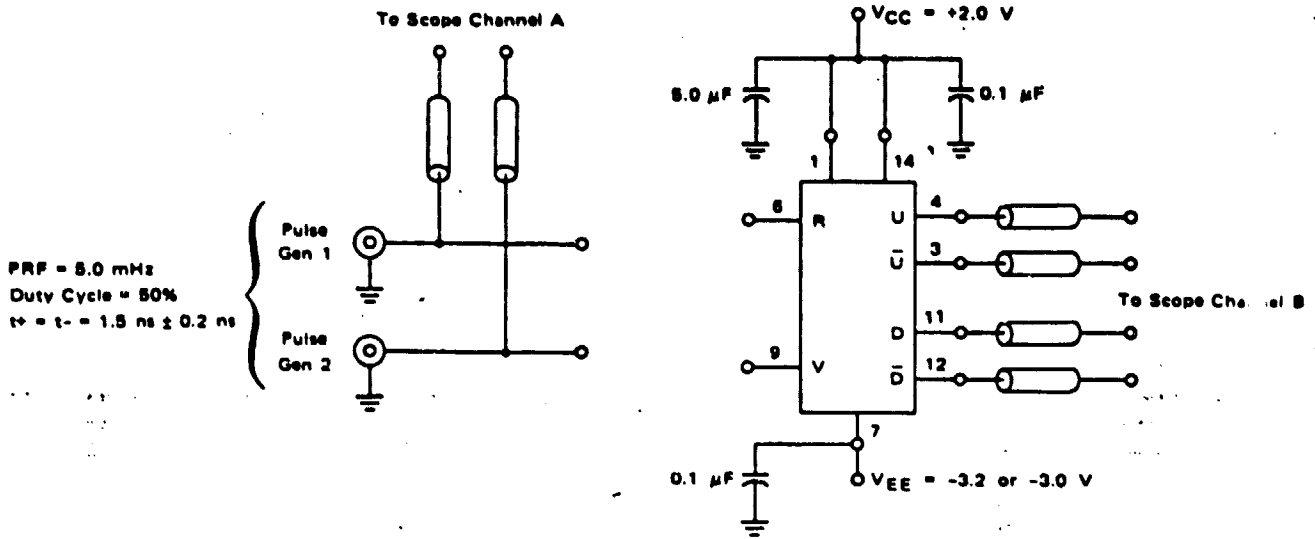 To Scope Channel A
VCC = +2.0 V
5.0 µF
0.1 µF
1
14
Pulse
Gen 1
PRF = 5.0 mHz
Duty Cycle = 50%
t+ = t- = 1.5 ns ± 0.2 ns
Pulse
Gen 2
6
R
9
V
U
4
U̅
3
D
11
D̅
12
To Scope
B
7
0.1 µF
VEE = -3.2 or -3.0 V